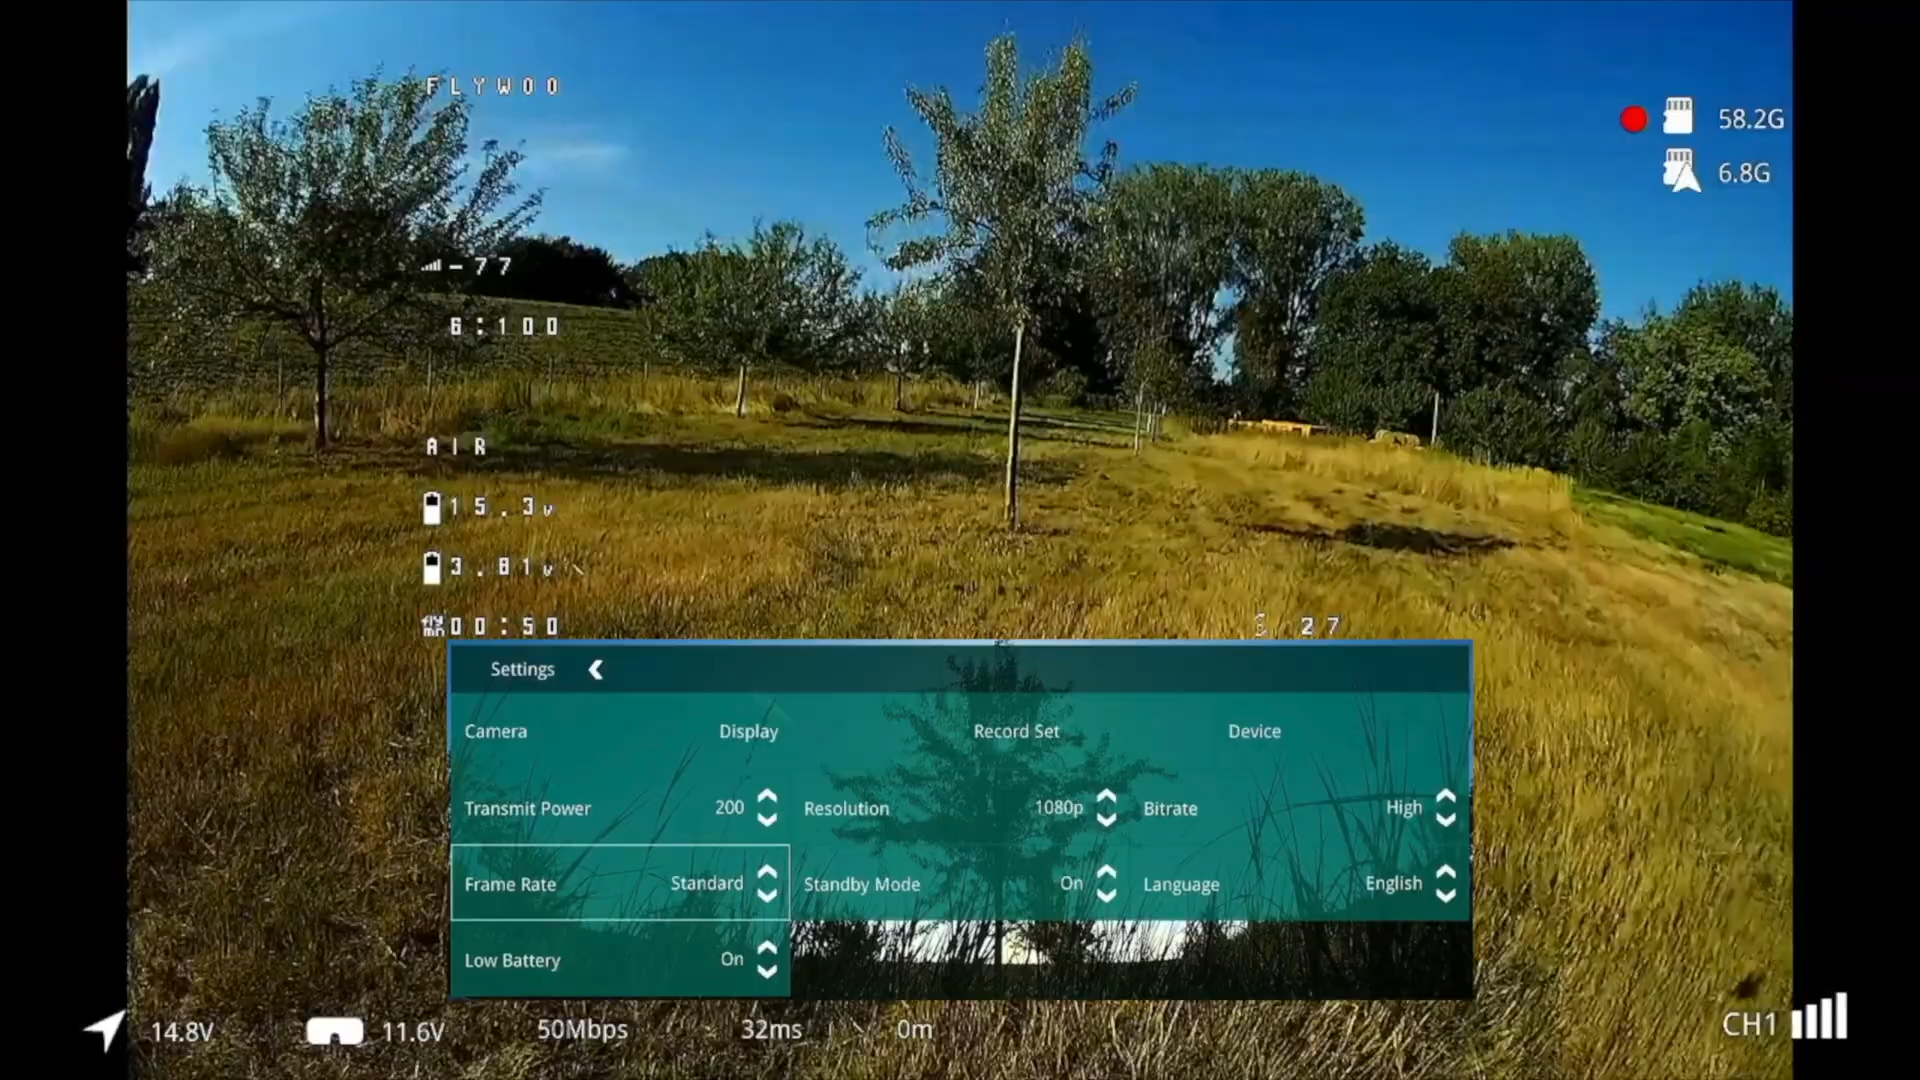 FLYWOO
58.2G
6.8G
-77
6:100
AIR
15.3V
3.81V
fly mn 00:50
27
Settings
Camera Display Record Set Device
Transmit Power 200 Resolution 1080p Bitrate High
Frame Rate Standard Standby Mode On Language English
Low Battery On
14.8V 11.6V 50Mbps 32ms 0m CH1